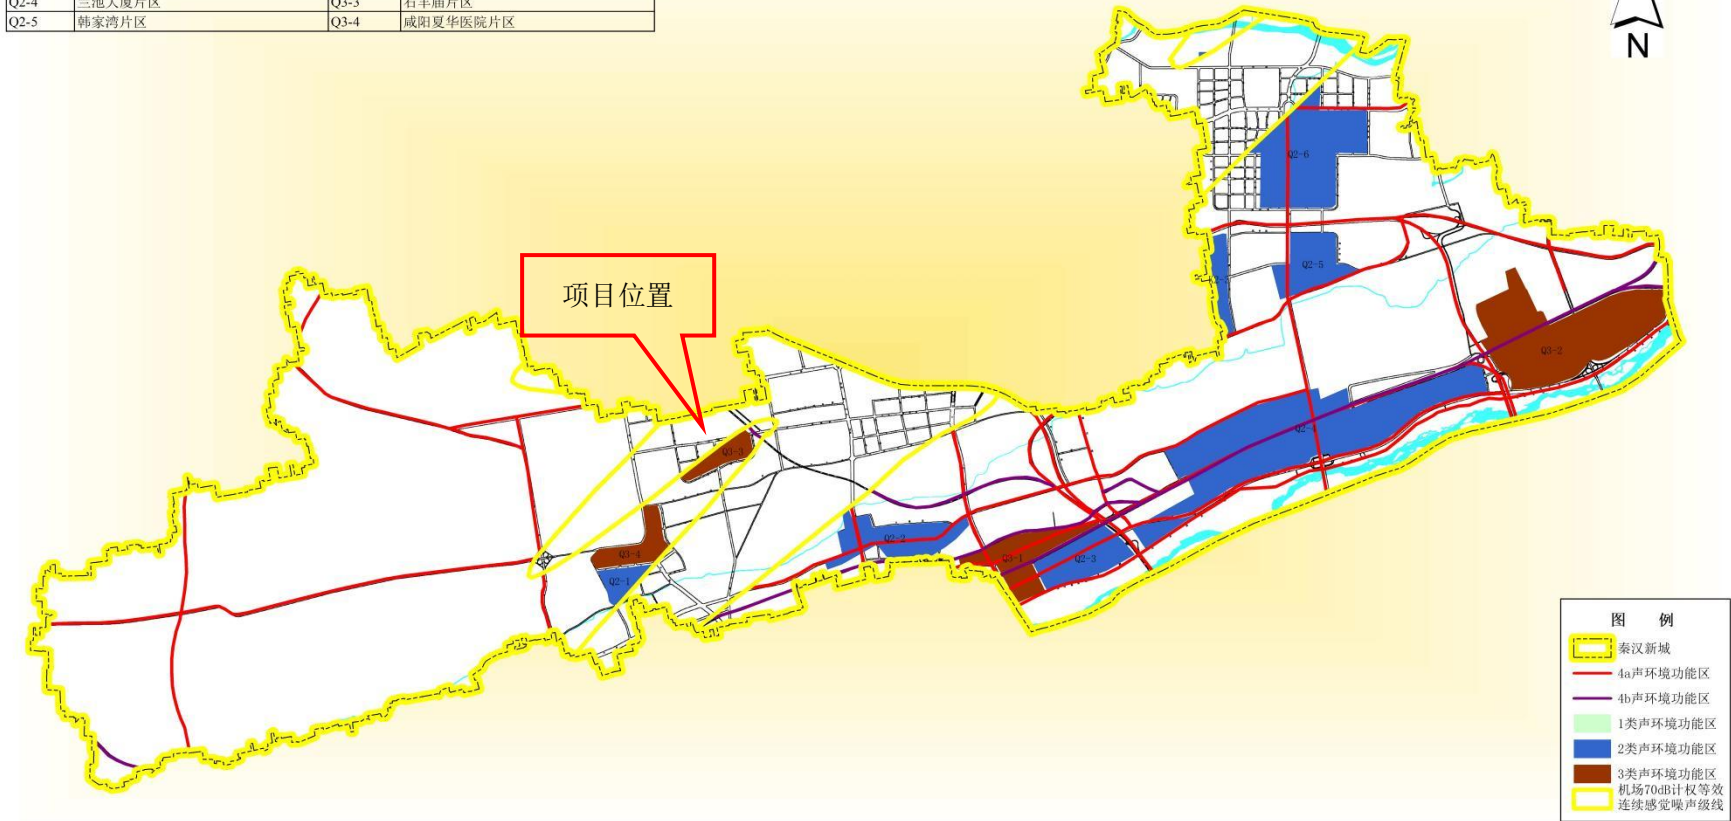 Q2-4 三池大厦片区 Q3-3 石羊庙片区
Q2-5 韩家湾片区 Q3-4 咸阳夏华医院片区
N
Q2-6
Q2-5
项目位置
Q3-2
Q2-4
Q3-3
Q2-2
Q3-4
Q3-1
Q2-3
Q2-1
图 例
秦汉新城
4a声环境功能区
4b声环境功能区
1类声环境功能区
2类声环境功能区
3类声环境功能区
机场70dB计权等效
连续感觉噪声级线